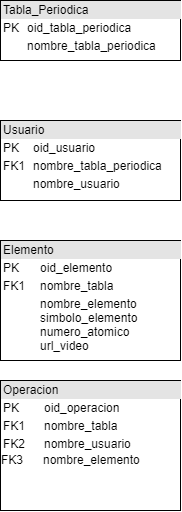 Tabla_Periodica
PK oid_tabla_periodica
nombre_tabla_periodica
Usuario
PK oid_usuario
FK1 nombre_tabla_periodica
nombre_usuario
Elemento
PK oid_elemento
FK1 nombre_tabla
nombre_elemento
simbolo_elemento
numero_atomico
url_video
Operacion
PK oid_operacion
FK1 nombre_tabla
FK2 nombre_usuario
FK3 nombre_elemento